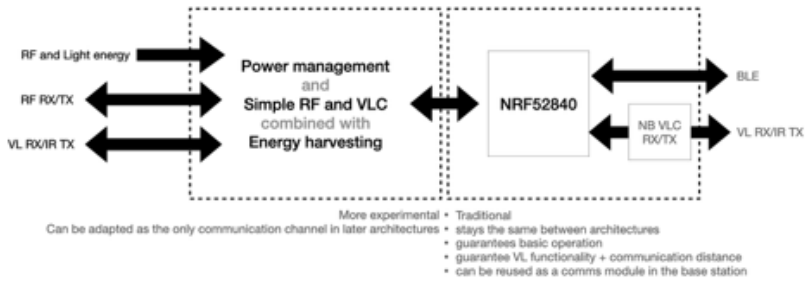 RF and Light energy
RF RX/TX
VL RX/IR TX
Power management
and
Simple RF and VLC
combined with
Energy harvesting
NRF52840
BLE
NB VLC
RX/TX
VL RX/IR TX
More experimental
Can be adapted as the only communication channel in later architectures
• Traditional
• stays the same between architectures
• guarantees basic operation
• guarantee VL functionality + communication distance
• can be reused as a comms module in the base station